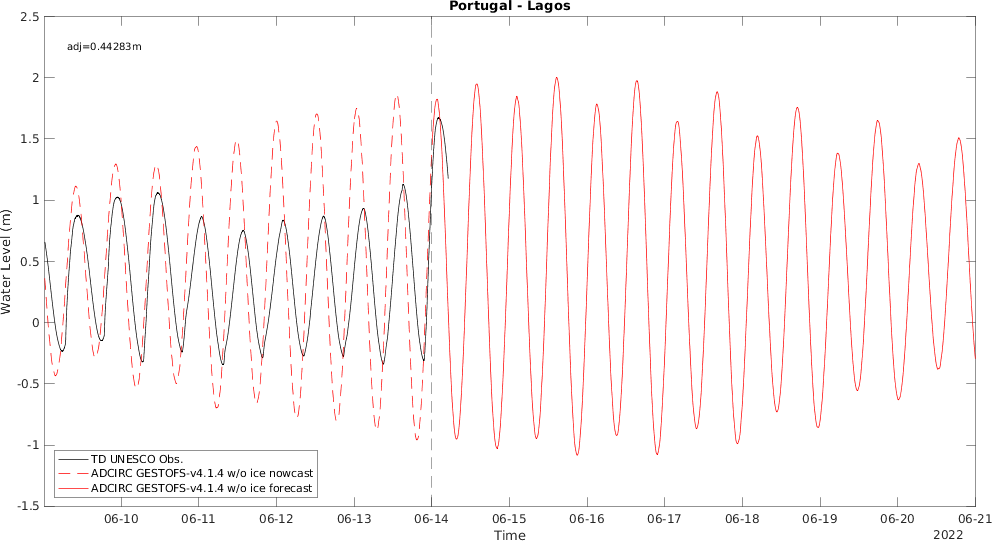 Portugal - Lagos
adj=0.44283m
Water Level (m)
2.5
2
1.5
1
0.5
0
-0.5
-1
-1.5
TD UNESCO Obs.
ADCIRC GESTOFS-v4.1.4 w/o ice nowcast
ADCIRC GESTOFS-v4.1.4 w/o ice forecast
06-10 06-11 06-12 06-13 06-14 06-15 06-16 06-17 06-18 06-19 06-20 06-21
Time
2022